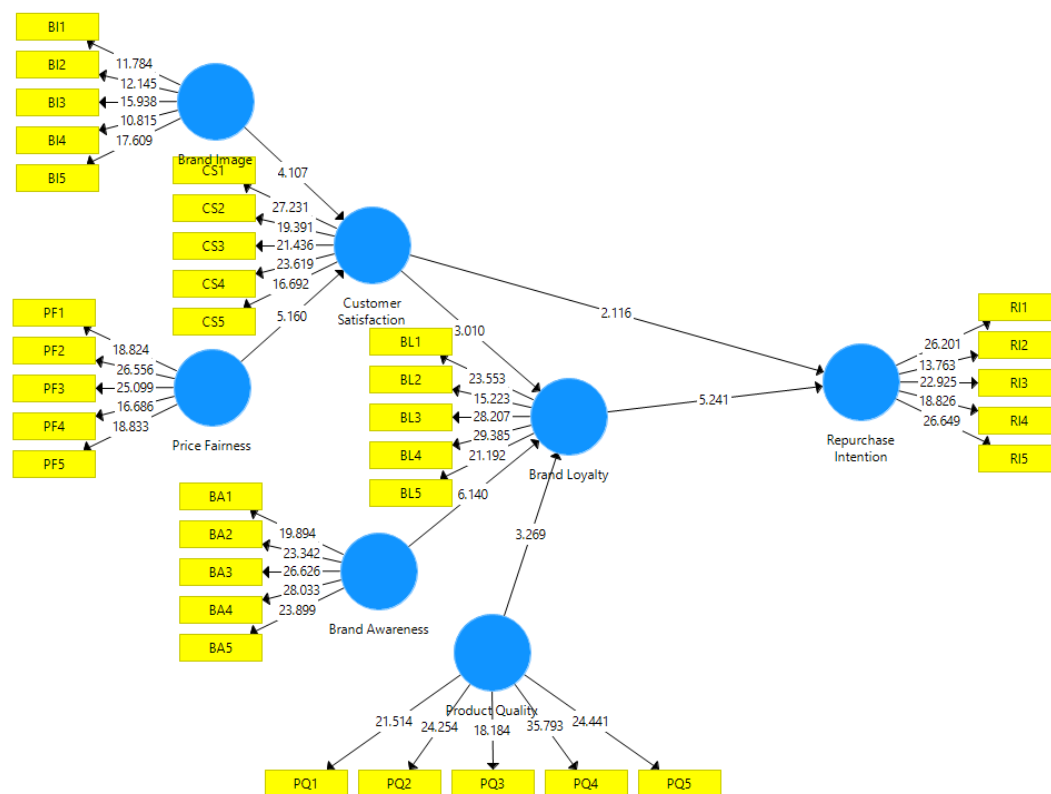 BI1
BI2
BI3
BI4
BI5
11.784
12.145
15.938
10.815
17.609
Brand Image
4.107
CS1
CS2
CS3
CS4
CS5
27.231
19.391
21.436
23.619
16.692
Customer
Satisfaction
5.160
3.010
2.116
PF1
PF2
PF3
PF4
PF5
18.824
26.556
25.099
16.686
18.833
Price Fairness
BL1
BL2
BL3
BL4
BL5
23.553
15.223
28.207
29.385
21.192
Brand Loyalty
5.241
6.140
3.269
RI1
RI2
RI3
RI4
RI5
26.201
13.763
22.925
18.826
26.649
Repurchase
Intention
BA1
BA2
BA3
BA4
BA5
19.894
23.342
26.626
28.033
23.899
Brand Awareness
Product Quality
21.514
24.254
18.184
35.793
24.441
PQ1
PQ2
PQ3
PQ4
PQ5